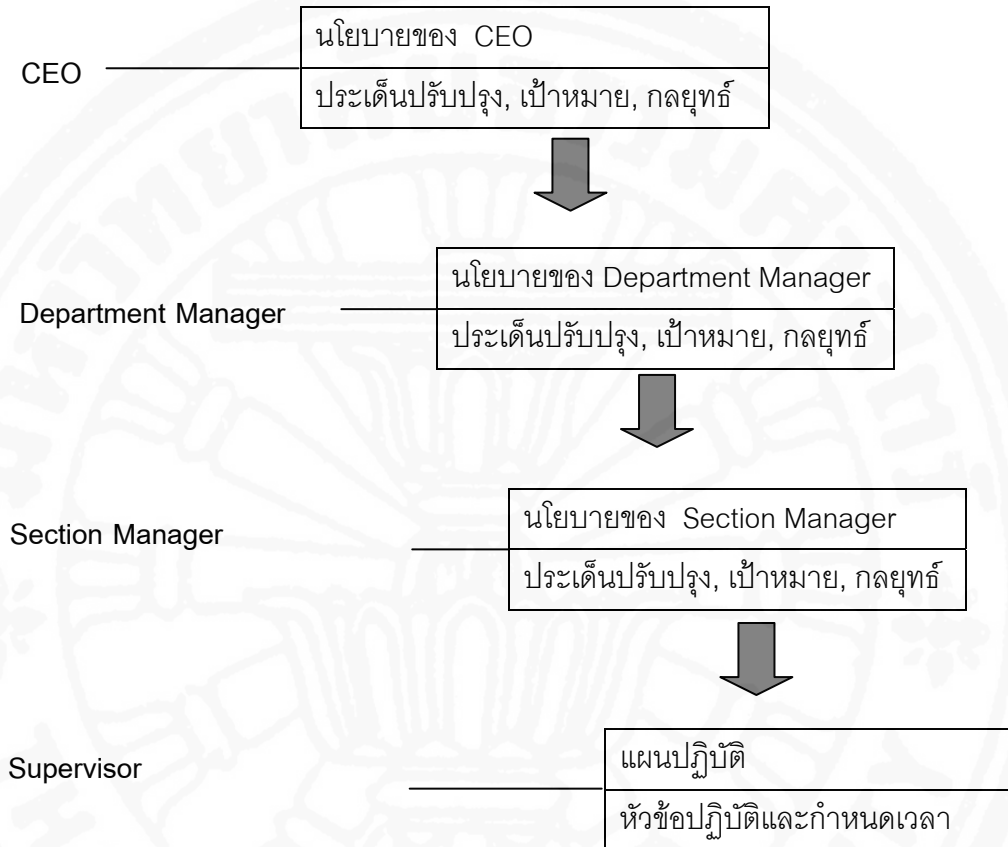 นโยบายของ CEO
CEO
ประเด็นปรับปรุง, เป้าหมาย, กลยุทธ์
นโยบายของ Department Manager
Department Manager
ประเด็นปรับปรุง, เป้าหมาย, กลยุทธ์
นโยบายของ Section Manager
Section Manager
ประเด็นปรับปรุง, เป้าหมาย, กลยุทธ์
แผนปฏิบัติ
Supervisor
หัวข้อปฏิบัติและกำหนดเวลา